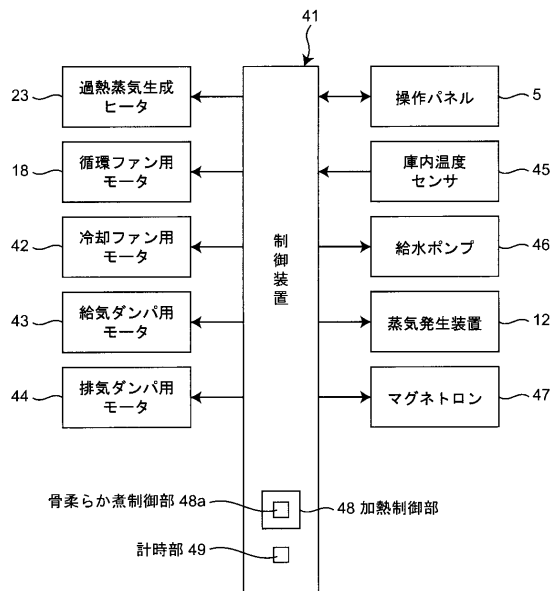 41
23
過熱蒸気生成
ヒータ
操作パネル
5
18
循環ファン用
モータ
庫内温度
センサ
45
42
冷却ファン用
モータ
制御装置
給水ポンプ
46
43
給気ダンパ用
モータ
蒸気発生装置
12
44
排気ダンパ用
モータ
マグネトロン
47
骨柔らか煮制御部 48a
48 加熱制御部
計時部 49